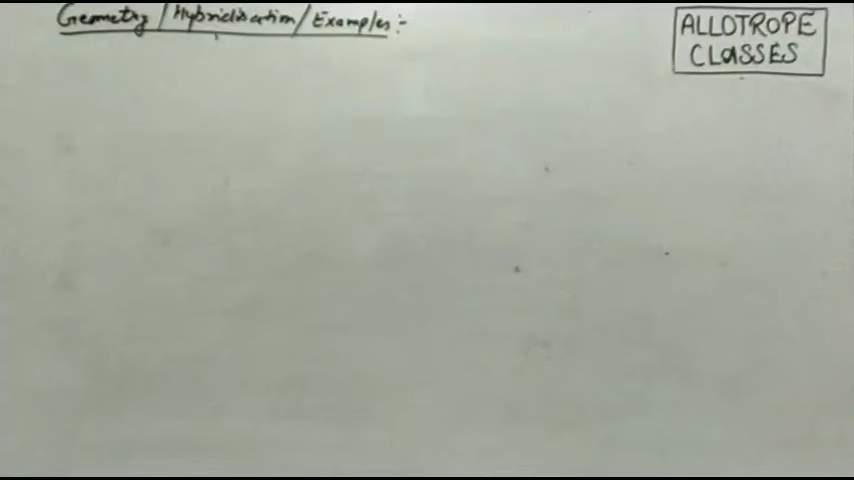 Geometry / Hybridisation / Examples :-
ALLOTROPE
CLASSES